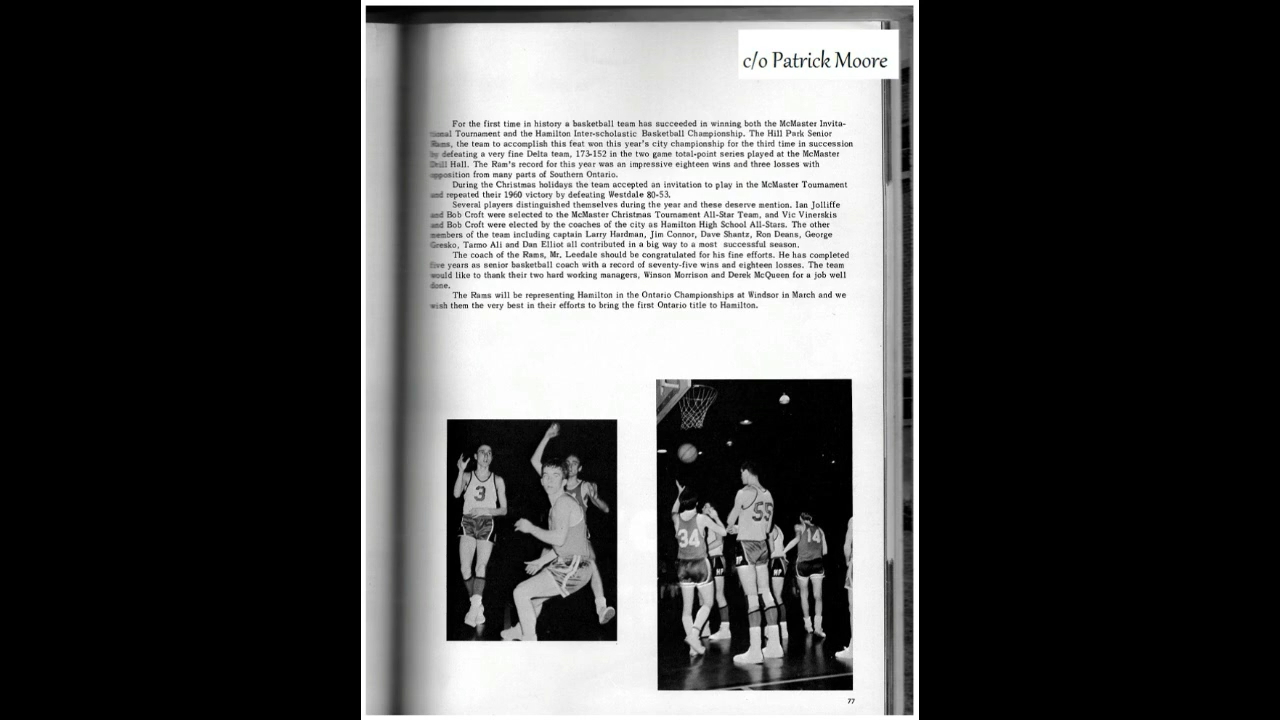 c/o Patrick Moore
For the first time in history a basketball team has succeeded in winning both the McMaster Invita-
tional Tournament and the Hamilton Inter-scholastic Basketball Championship. The Hill Park Senior
Rams, the team to accomplish this feat won this year's city championship for the third time in succession
by defeating a very fine Delta team, 173-152 in the two game total-point series played at the McMaster
Drill Hall. The Ram's record for this year was an impressive eighteen wins and three losses with
opposition from many parts of Southern Ontario.
During the Christmas holidays the team accepted an invitation to play in the McMaster Tournament
and repeated their 1960 victory by defeating Westdale 80-53.
Several players distinguished themselves during the year and these deserve mention. Ian Jolliffe
and Bob Croft were selected to the McMaster Christmas Tournament All-Star Team, and Vic Vinerskis
and Bob Croft were elected by the coaches of the city as Hamilton High School All-Stars. The other
members of the team including captain Larry Hardman, Jim Connor, Dave Shantz, Ron Deans, George
Gresko, Tarmo Ali and Dan Elliot all contributed in a big way to a most successful season.
The coach of the Rams, Mr. Leedale should be congratulated for his fine efforts. He has completed
five years as senior basketball coach with a record of seventy-five wins and eighteen losses. The team
would like to thank their two hard working managers, Winson Morrison and Derek McQueen for a job well
done.
The Rams will be representing Hamilton in the Ontario Championships at Windsor in March and we
wish them the very best in their efforts to bring the first Ontario title to Hamilton.
3
34
55
14
HP
HP
HP
77